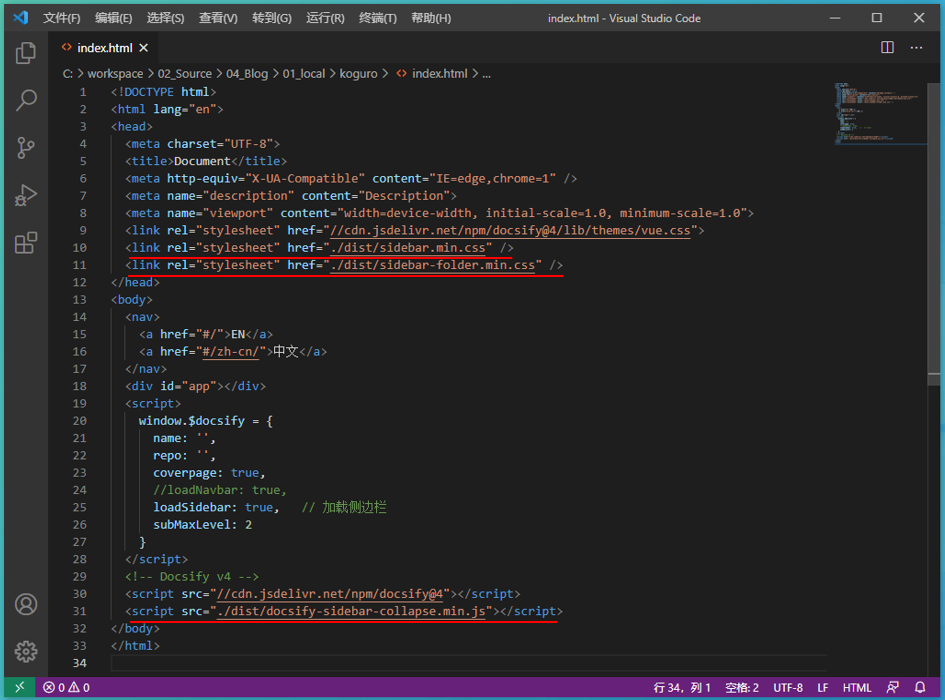 文件(F) 编辑(E) 选择(S) 查看(V) 转到(G) 运行(R) 终端(T) 帮助(H) index.html - Visual Studio Code
index.html
C: > workspace > 02_Source > 04_Blog > 01_local > koguro > index.html > ...
1 <!DOCTYPE html>
2 <html lang="en">
3 <head>
4 <meta charset="UTF-8">
5 <title>Document</title>
6 <meta http-equiv="X-UA-Compatible" content="IE=edge,chrome=1" />
7 <meta name="description" content="Description">
8 <meta name="viewport" content="width=device-width, initial-scale=1.0, minimum-scale=1.0">
9 <link rel="stylesheet" href="//cdn.jsdelivr.net/npm/docsify@4/lib/themes/vue.css">
10 <link rel="stylesheet" href="./dist/sidebar.min.css" />
11 <link rel="stylesheet" href="./dist/sidebar-folder.min.css" />
12 </head>
13 <body>
14 <nav>
15 <a href="#/">EN</a>
16 <a href="#/zh-cn/">中文</a>
17 </nav>
18 <div id="app"></div>
19 <script>
20 window.$docsify = {
21 name: '',
22 repo: '',
23 coverpage: true,
24 //loadNavbar: true,
25 loadSidebar: true, // 加载侧边栏
26 subMaxLevel: 2
27 }
28 </script>
29 <!-- Docsify v4 -->
30 <script src="//cdn.jsdelivr.net/npm/docsify@4"></script>
31 <script src="./dist/docsify-sidebar-collapse.min.js"></script>
32 </body>
33 </html>
34
0 0 行 34，列 1 空格: 2 UTF-8 LF HTML